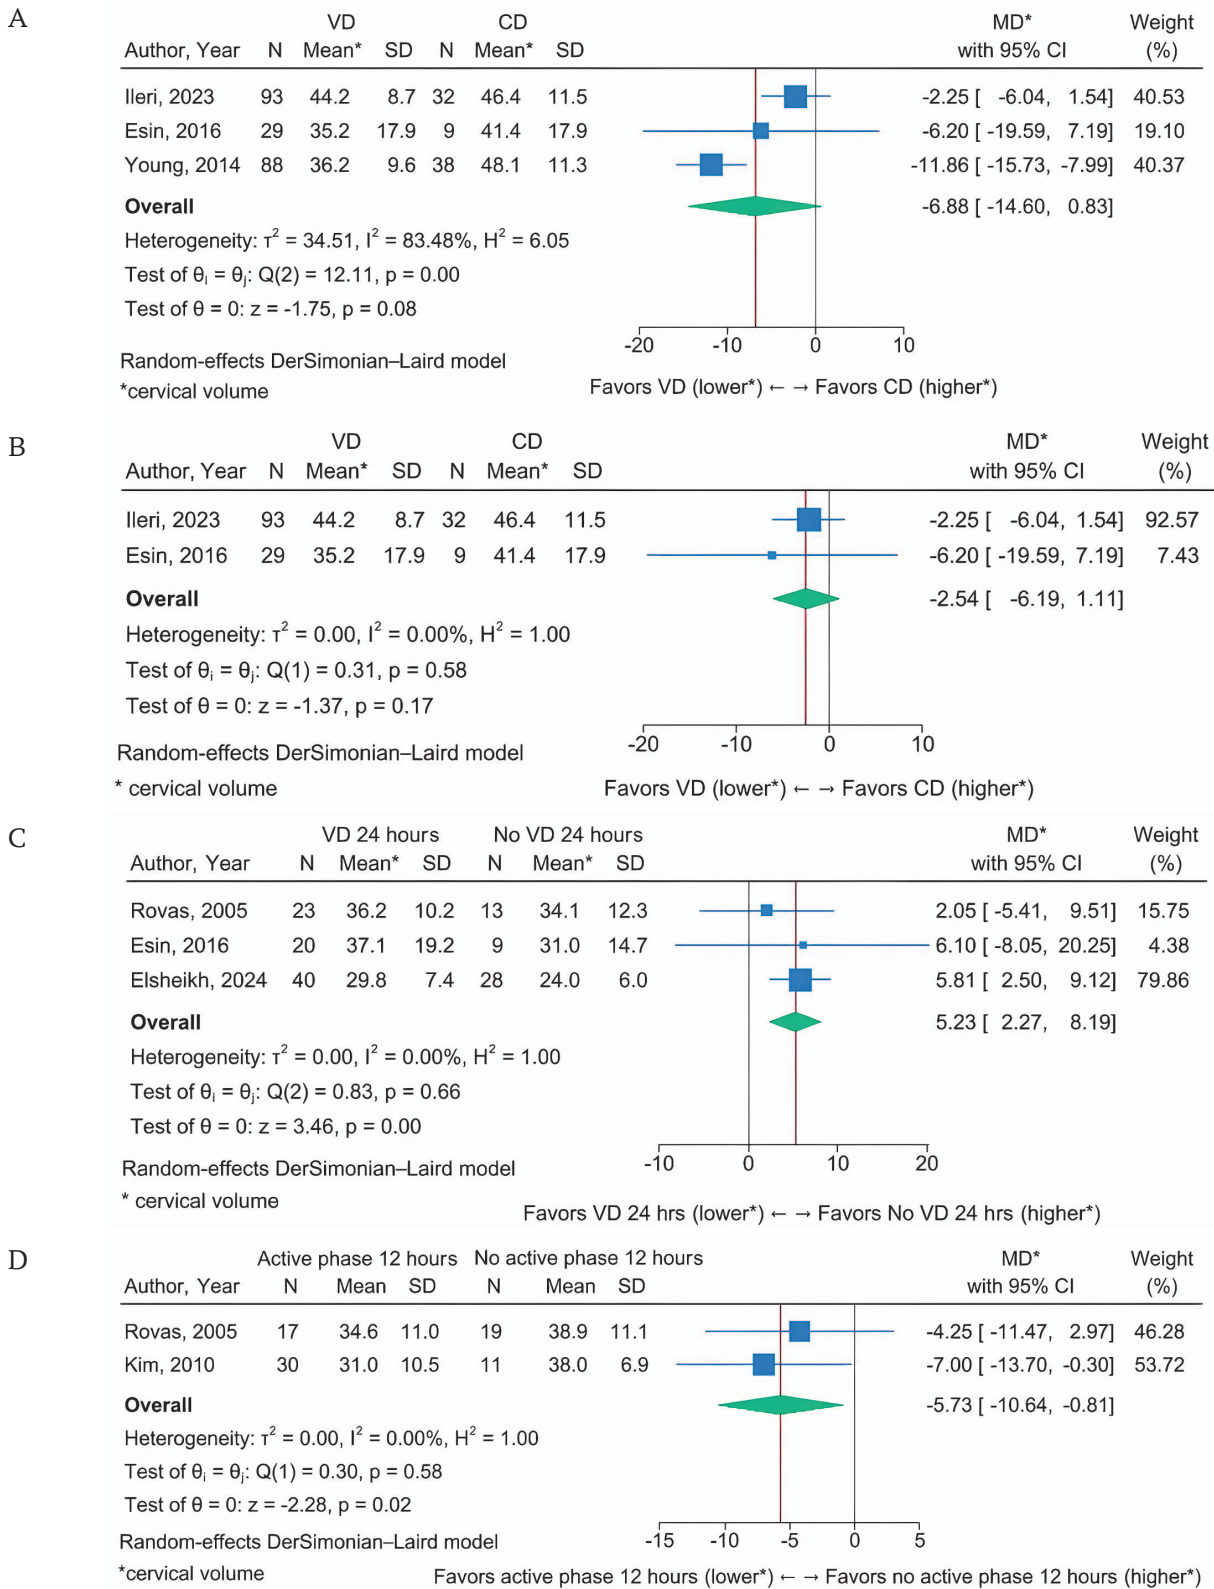 A
VD CD MD* Weight
Author, Year N Mean* SD N Mean* SD with 95% CI (%)
Ileri, 2023 93 44.2 8.7 32 46.4 11.5 -2.25 [ -6.04, 1.54] 40.53
Esin, 2016 29 35.2 17.9 9 41.4 17.9 -6.20 [ -19.59, 7.19] 19.10
Young, 2014 88 36.2 9.6 38 48.1 11.3 -11.86 [ -15.73, -7.99] 40.37
Overall -6.88 [ -14.60, 0.83]
Heterogeneity: τ² = 34.51, I² = 83.48%, H² = 6.05
Test of θᵢ = θⱼ: Q(2) = 12.11, p = 0.00
Test of θ = 0: z = -1.75, p = 0.08
-20 -10 0 10
Random-effects DerSimonian–Laird model
*cervical volume Favors VD (lower*) ← → Favors CD (higher*)
B
VD CD MD* Weight
Author, Year N Mean* SD N Mean* SD with 95% CI (%)
Ileri, 2023 93 44.2 8.7 32 46.4 11.5 -2.25 [ -6.04, 1.54] 92.57
Esin, 2016 29 35.2 17.9 9 41.4 17.9 -6.20 [ -19.59, 7.19] 7.43
Overall -2.54 [ -6.19, 1.11]
Heterogeneity: τ² = 0.00, I² = 0.00%, H² = 1.00
Test of θᵢ = θⱼ: Q(1) = 0.31, p = 0.58
Test of θ = 0: z = -1.37, p = 0.17
-20 -10 0 10
Random-effects DerSimonian–Laird model
* cervical volume Favors VD (lower*) ← → Favors CD (higher*)
C
VD 24 hours No VD 24 hours MD* Weight
Author, Year N Mean* SD N Mean* SD with 95% CI (%)
Rovas, 2005 23 36.2 10.2 13 34.1 12.3 2.05 [ -5.41, 9.51] 15.75
Esin, 2016 20 37.1 19.2 9 31.0 14.7 6.10 [ -8.05, 20.25] 4.38
Elsheikh, 2024 40 29.8 7.4 28 24.0 6.0 5.81 [ 2.50, 9.12] 79.86
Overall 5.23 [ 2.27, 8.19]
Heterogeneity: τ² = 0.00, I² = 0.00%, H² = 1.00
Test of θᵢ = θⱼ: Q(2) = 0.83, p = 0.66
Test of θ = 0: z = 3.46, p = 0.00
-10 0 10 20
Random-effects DerSimonian–Laird model
* cervical volume
Favors VD 24 hrs (lower*) ← → Favors No VD 24 hrs (higher*)
D
Active phase 12 hours No active phase 12 hours MD* Weight
Author, Year N Mean SD N Mean SD with 95% CI (%)
Rovas, 2005 17 34.6 11.0 19 38.9 11.1 -4.25 [ -11.47, 2.97] 46.28
Kim, 2010 30 31.0 10.5 11 38.0 6.9 -7.00 [ -13.70, -0.30] 53.72
Overall -5.73 [ -10.64, -0.81]
Heterogeneity: τ² = 0.00, I² = 0.00%, H² = 1.00
Test of θᵢ = θⱼ: Q(1) = 0.30, p = 0.58
Test of θ = 0: z = -2.28, p = 0.02
-15 -10 -5 0 5
Random-effects DerSimonian–Laird model
*cervical volume Favors active phase 12 hours (lower*) ← → Favors no active phase 12 hours (higher*)